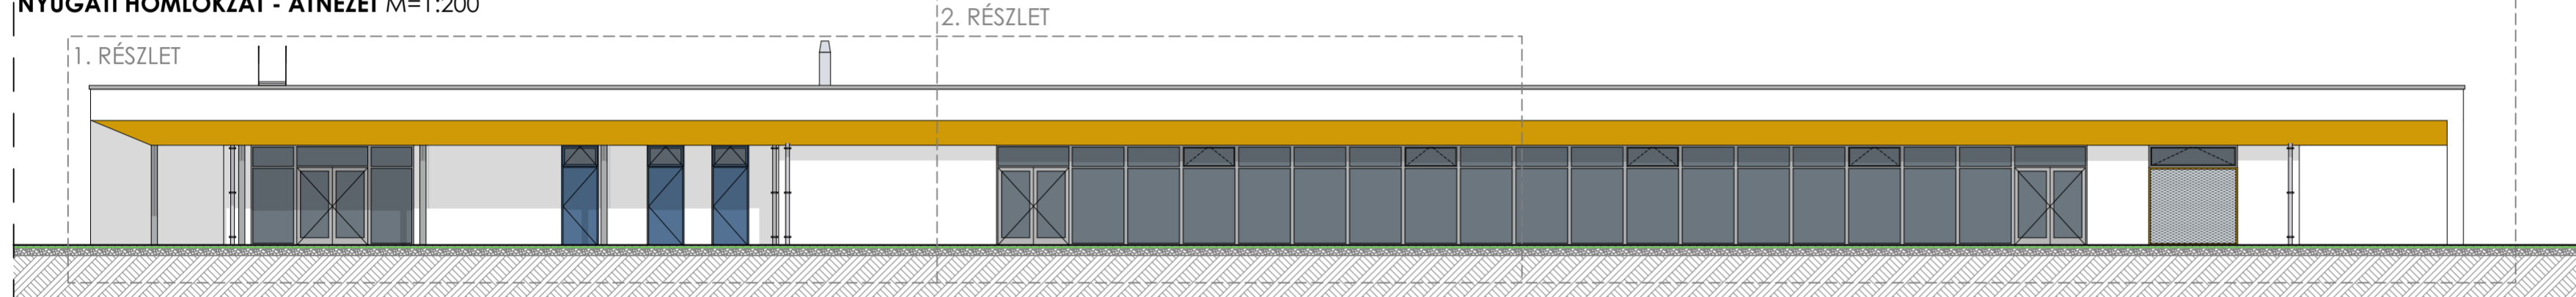 NYUGATI HOMLOKZAT - ÁTNÉZET M=1:200
2. RÉSZLET
1. RÉSZLET